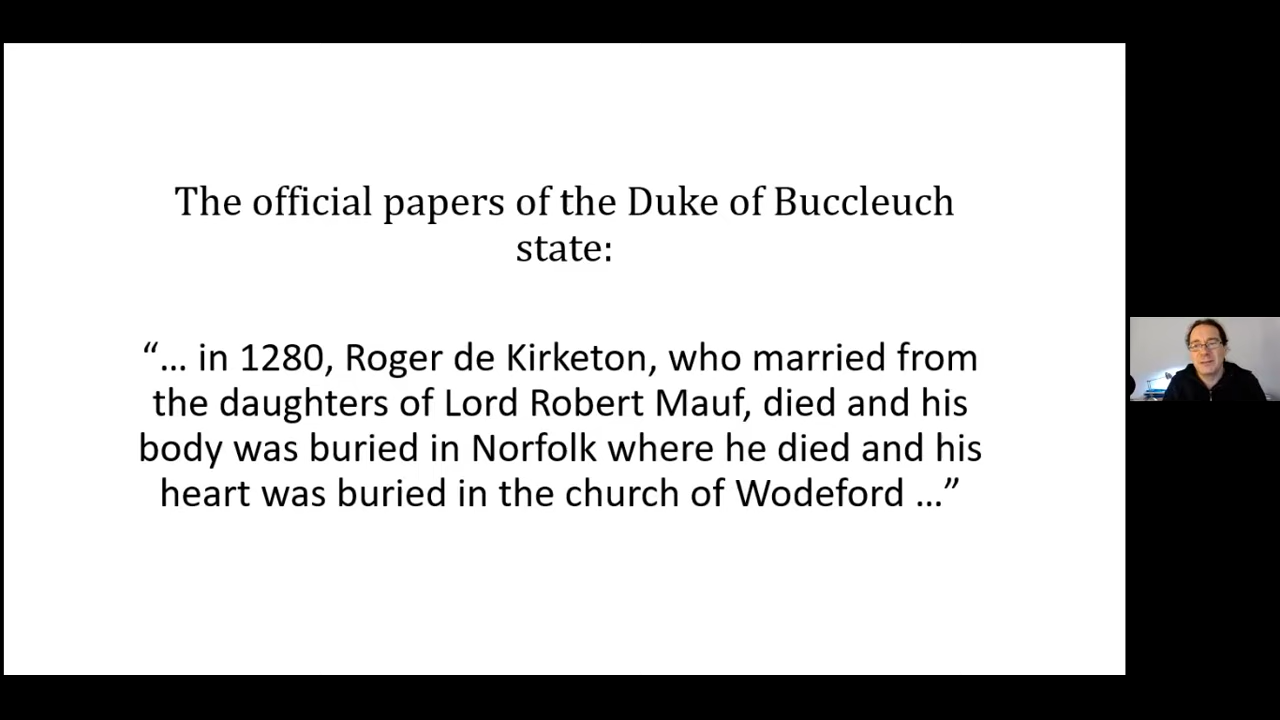 The official papers of the Duke of Buccleuch
state:
“... in 1280, Roger de Kirketon, who married from
the daughters of Lord Robert Mauf, died and his
body was buried in Norfolk where he died and his
heart was buried in the church of Wodeford ...”